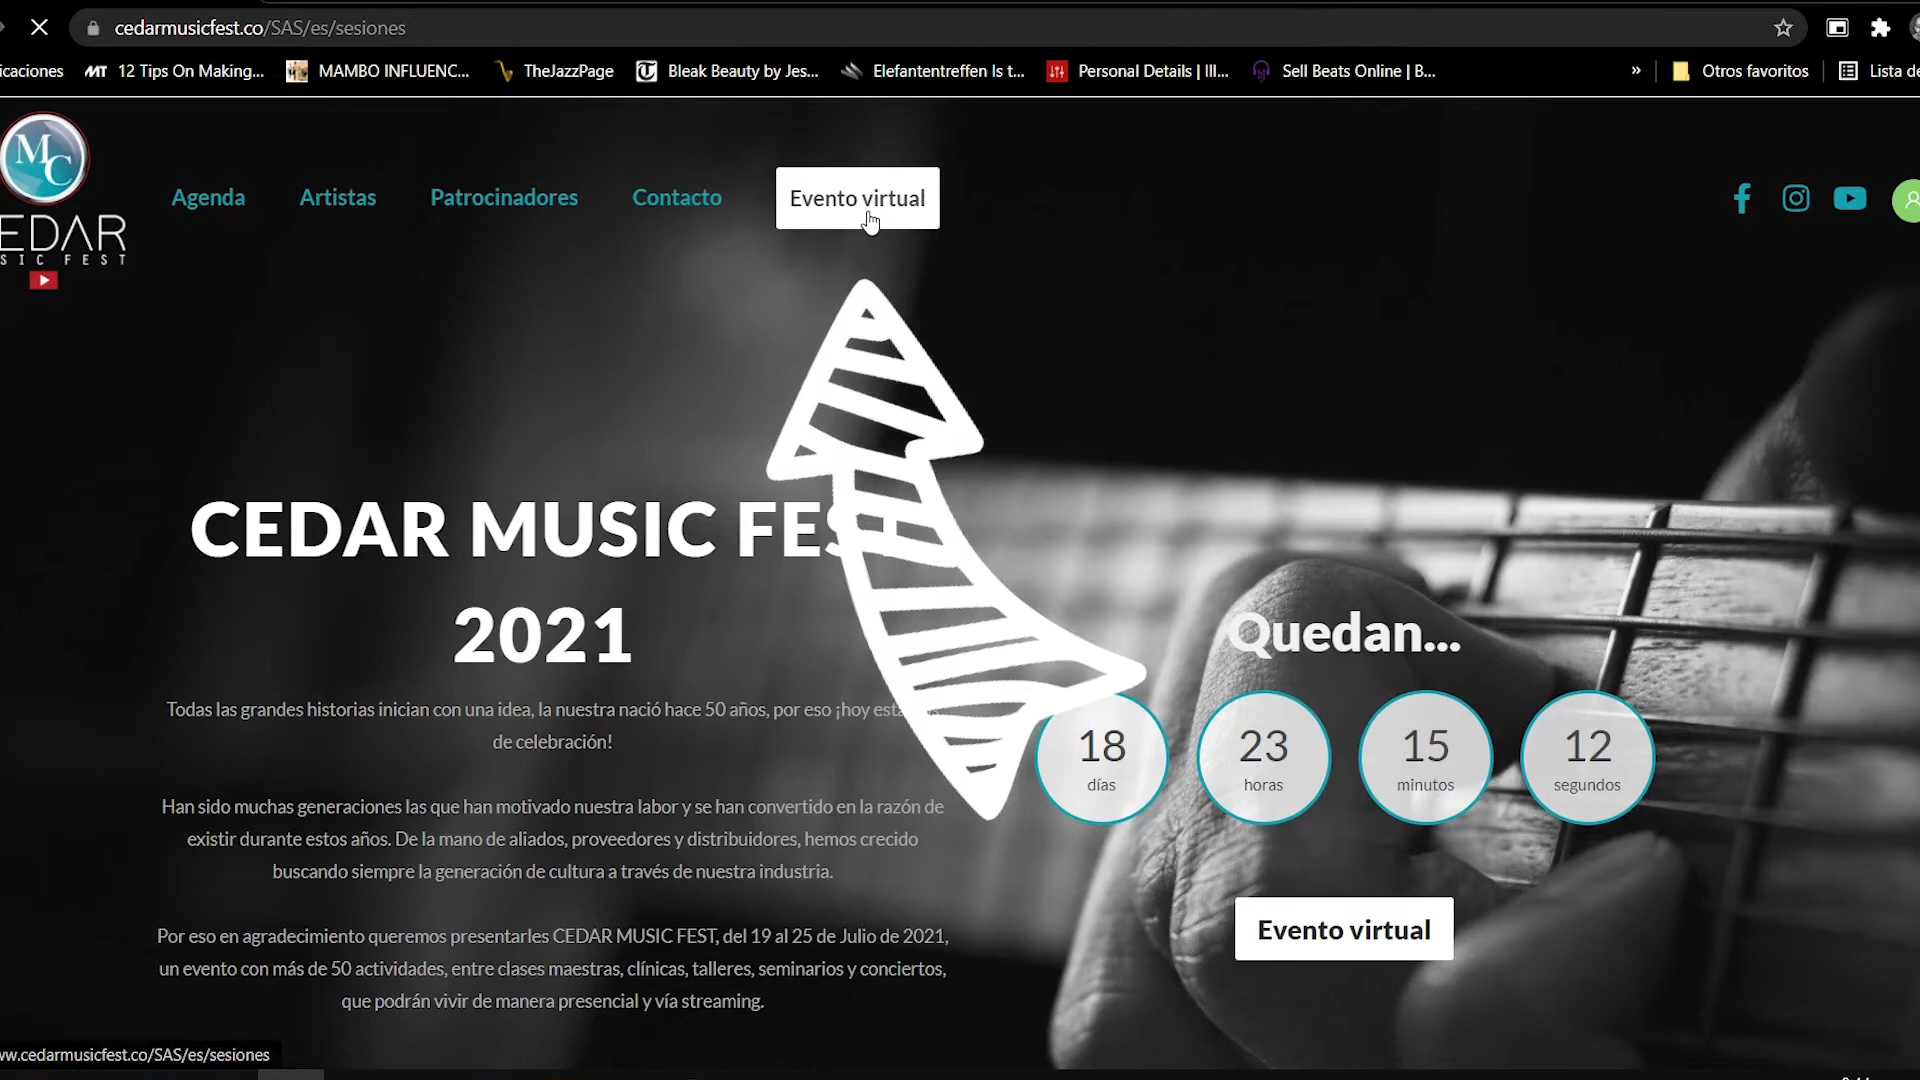 cedarmusicfest.co/SAS/es/sesiones
icaciones
12 Tips On Making...
MAMBO INFLUENC...
TheJazzPage
Bleak Beauty by Jes...
Elefantentreffen Is t...
Personal Details | Ill...
Sell Beats Online | B...
»
Otros favoritos
Lista de
MC
EDAR
SIC FEST
Agenda
Artistas
Patrocinadores
Contacto
Evento virtual
CEDAR MUSIC FES
2021
Todas las grandes historias inician con una idea, la nuestra nació hace 50 años, por eso ¡hoy
de celebración!
Han sido muchas generaciones las que han motivado nuestra labor y se han convertido en la razón de
existir durante estos años. De la mano de aliados, proveedores y distribuidores, hemos crecido
buscando siempre la generación de cultura a través de nuestra industria.
Por eso en agradecimiento queremos presentarles CEDAR MUSIC FEST, del 19 al 25 de Julio de 2021,
un evento con más de 50 actividades, entre clases maestras, clínicas, talleres, seminarios y conciertos,
que podrán vivir de manera presencial y vía streaming.
Quedan...
18 23 15 12
días horas minutos segundos
Evento virtual
ww.cedarmusicfest.co/SAS/es/sesiones